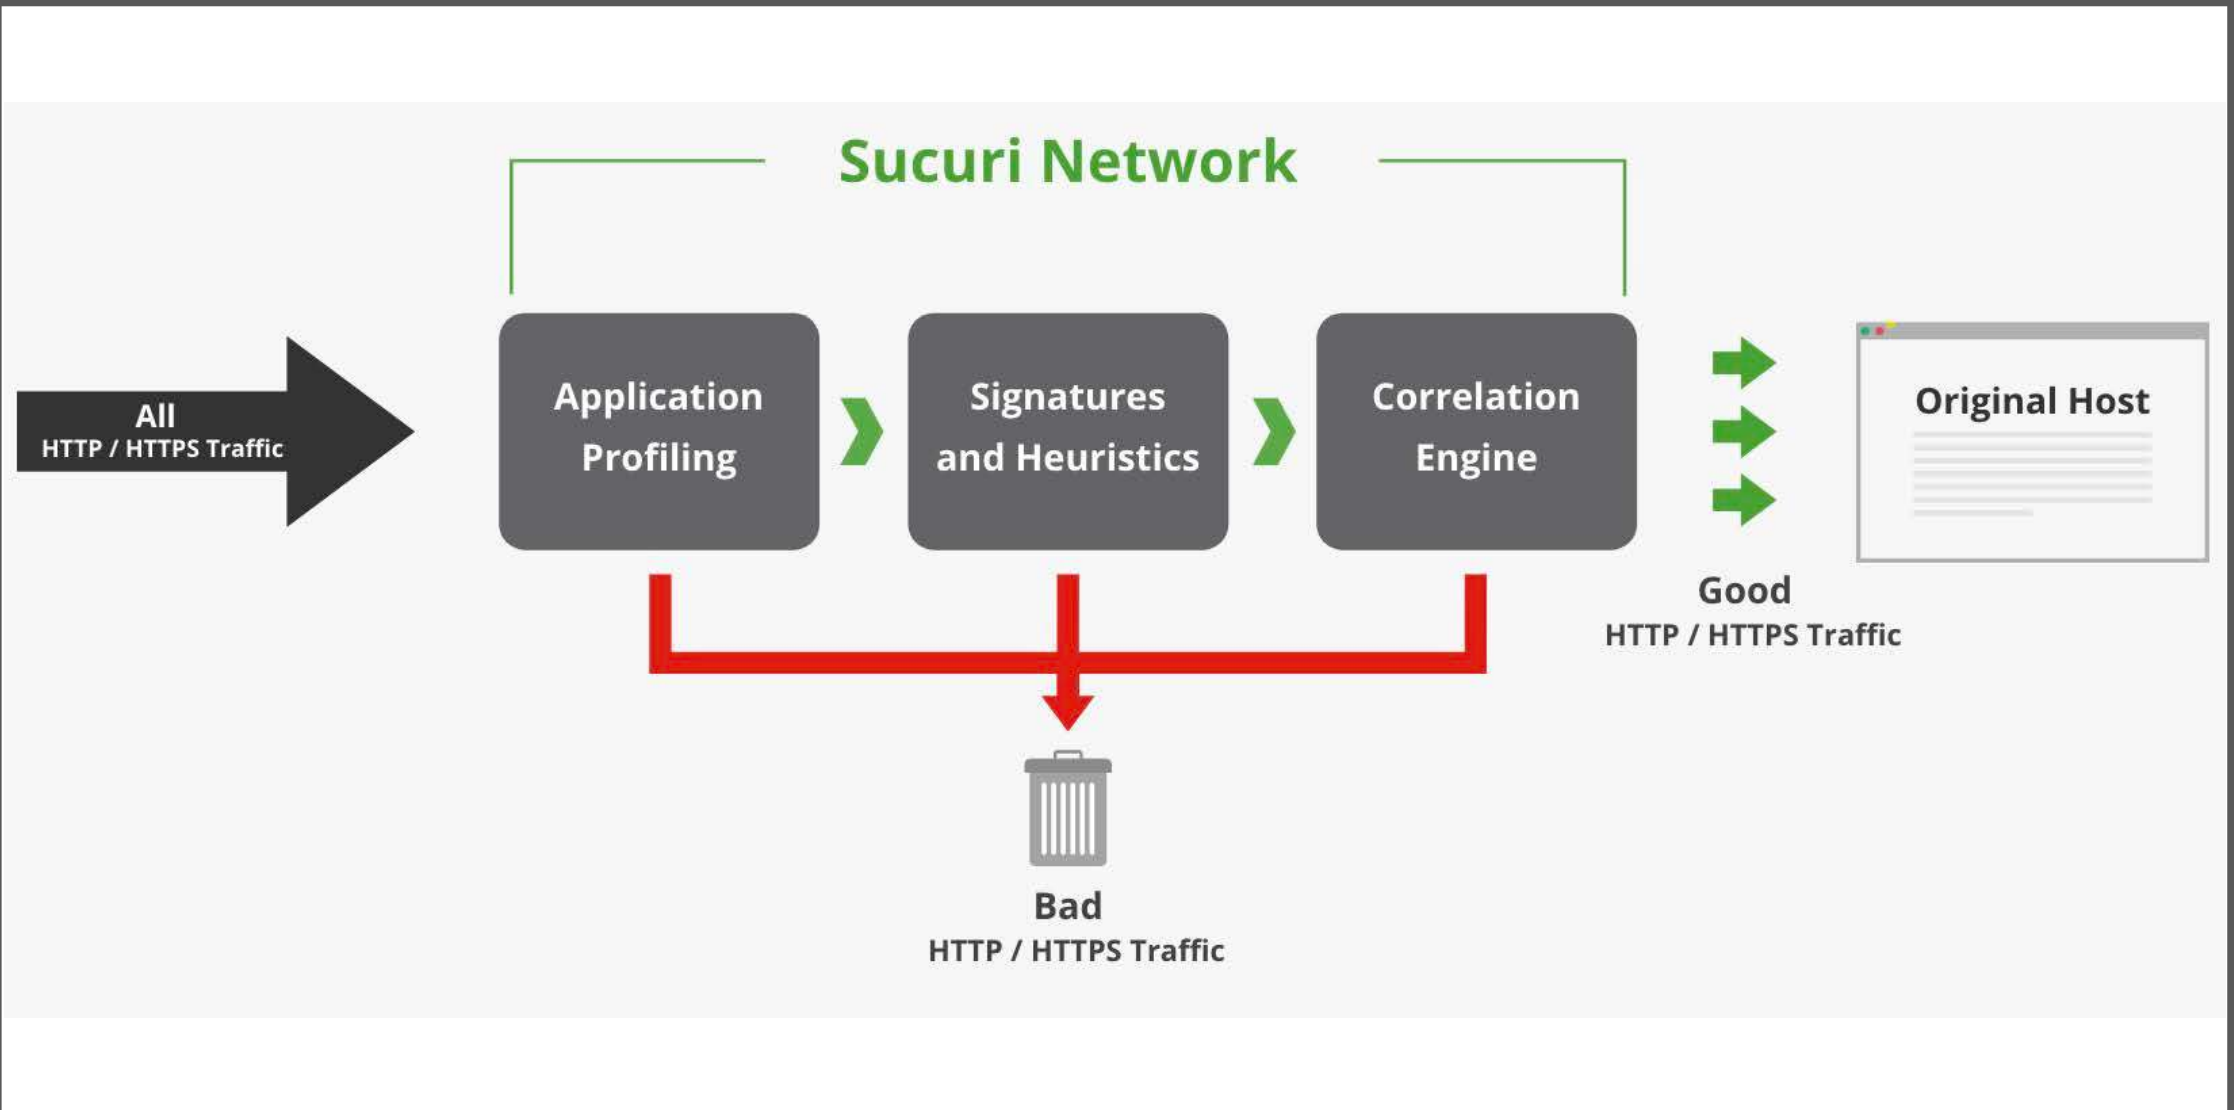 Sucuri Network
All
HTTP / HTTPS Traffic
Application
Profiling
Signatures
and Heuristics
Correlation
Engine
Original Host
Good
HTTP / HTTPS Traffic
Bad
HTTP / HTTPS Traffic